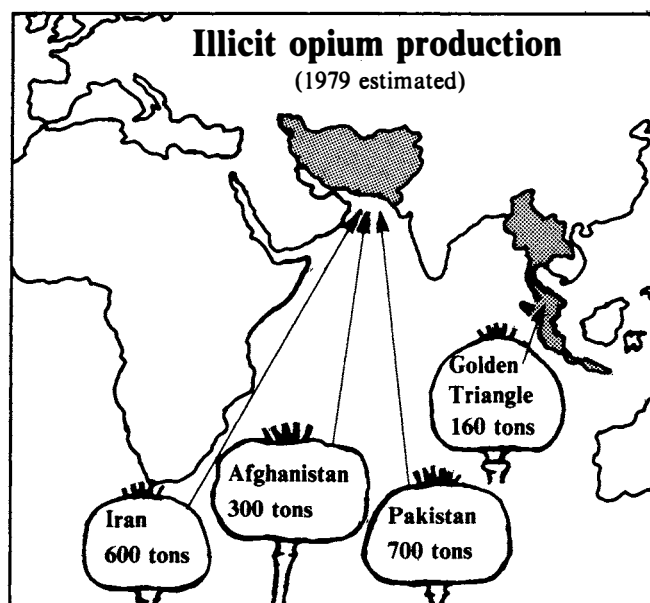 Illicit opium production
(1979 estimated)
Golden
Triangle
160 tons
Afghanistan
300 tons
Iran
600 tons
Pakistan
700 tons